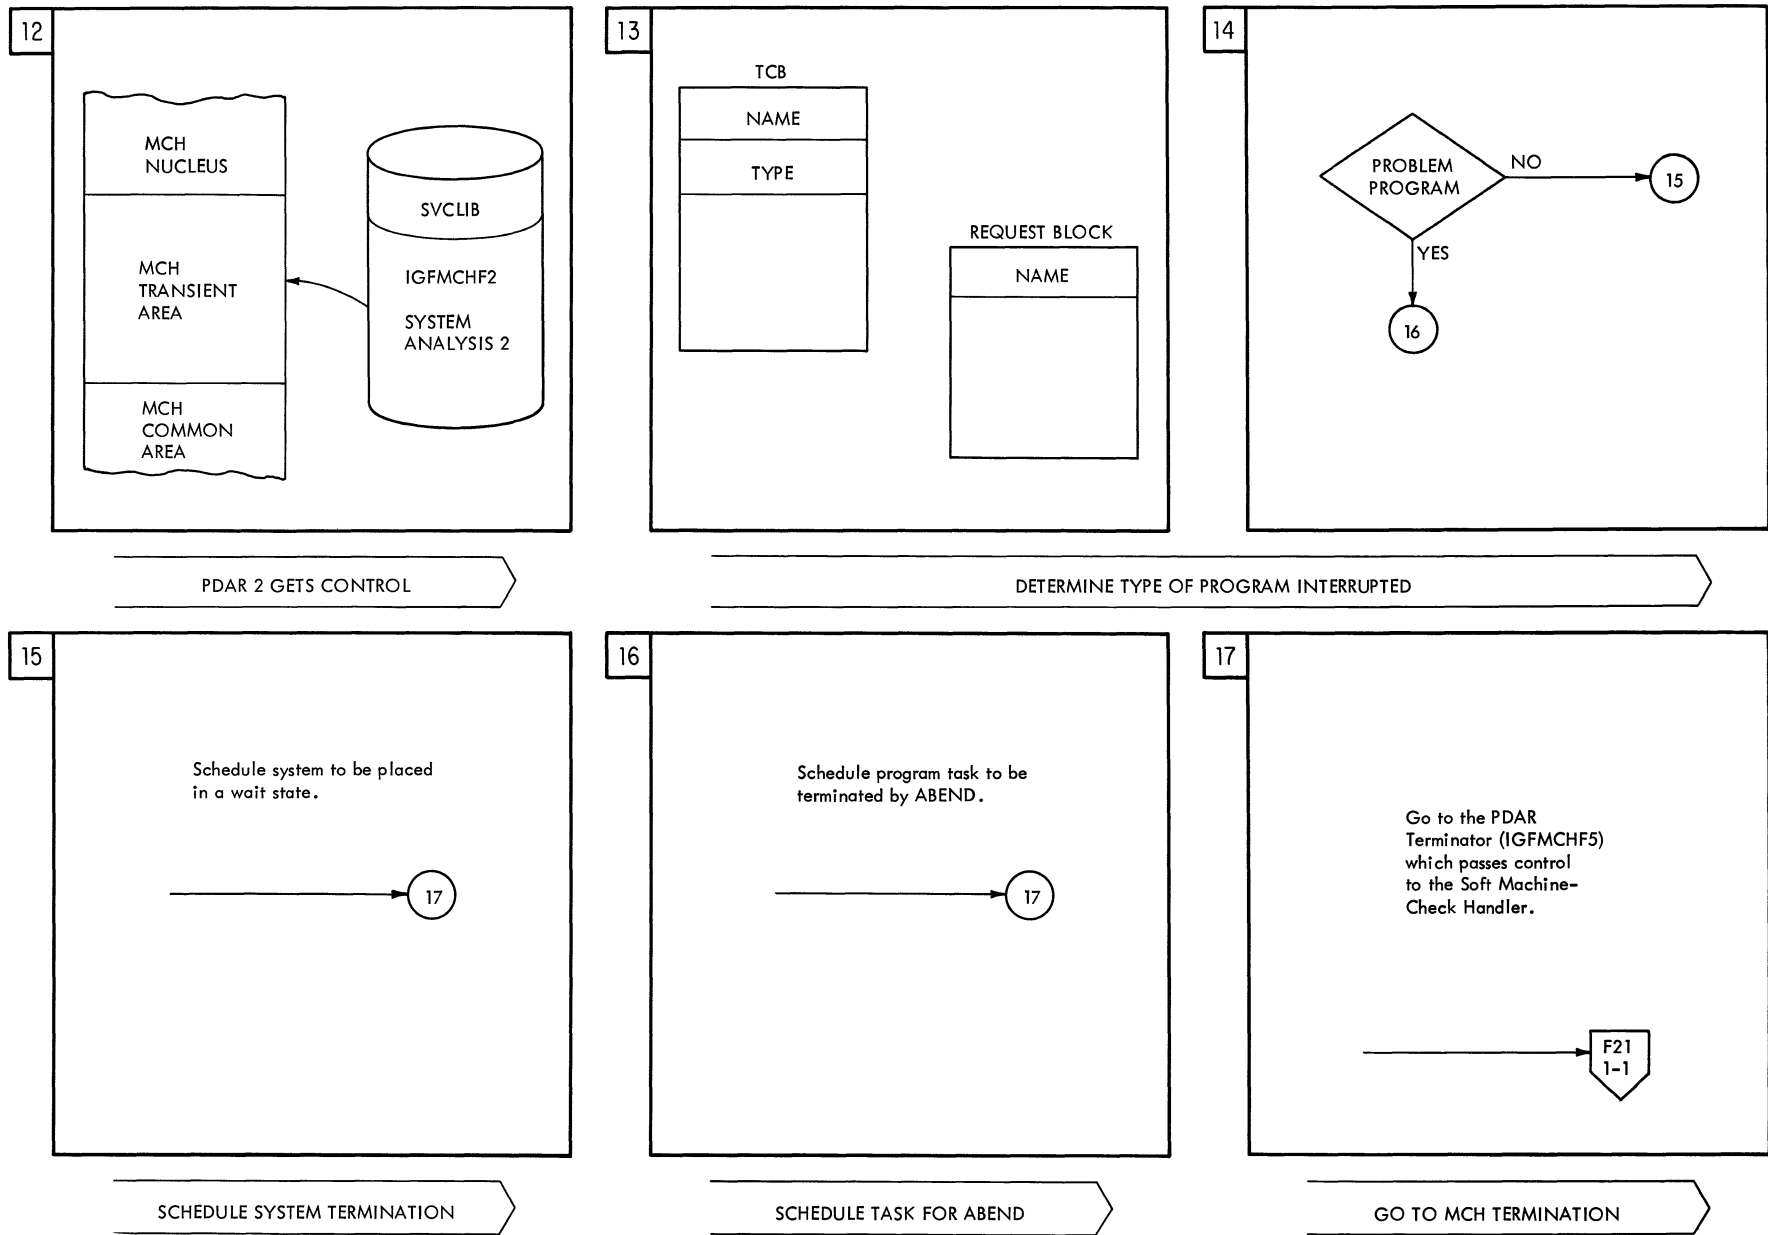 12
MCH
NUCLEUS
MCH
TRANSIENT
AREA
MCH
COMMON
AREA
SVCLIB
IGFMCHF2
SYSTEM
ANALYSIS 2
PDAR 2 GETS CONTROL
13
TCB
NAME
TYPE
REQUEST BLOCK
NAME
14
PROBLEM
PROGRAM
NO
15
YES
16
DETERMINE TYPE OF PROGRAM INTERRUPTED
15
Schedule system to be placed
in a wait state.
17
SCHEDULE SYSTEM TERMINATION
16
Schedule program task to be
terminated by ABEND.
17
SCHEDULE TASK FOR ABEND
17
Go to the PDAR
Terminator (IGFMCHF5)
which passes control
to the Soft Machine-
Check Handler.
F21
1-1
GO TO MCH TERMINATION